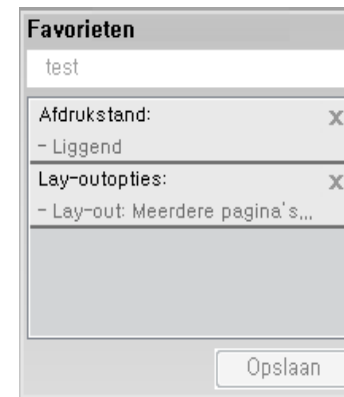 Favorieten
test
Afdrukstand:
X
- Liggend
Lay-outopties:
X
- Lay-out: Meerdere pagina's,,,
Opslaan